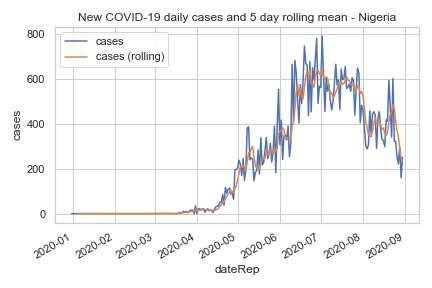 New COVID-19 daily cases and 5 day rolling mean - Nigeria
cases
cases (rolling)
800
600
400
200
0
cases
2020-01
2020-02
2020-03
2020-04
2020-05
2020-06
2020-07
2020-08
2020-09
dateRep